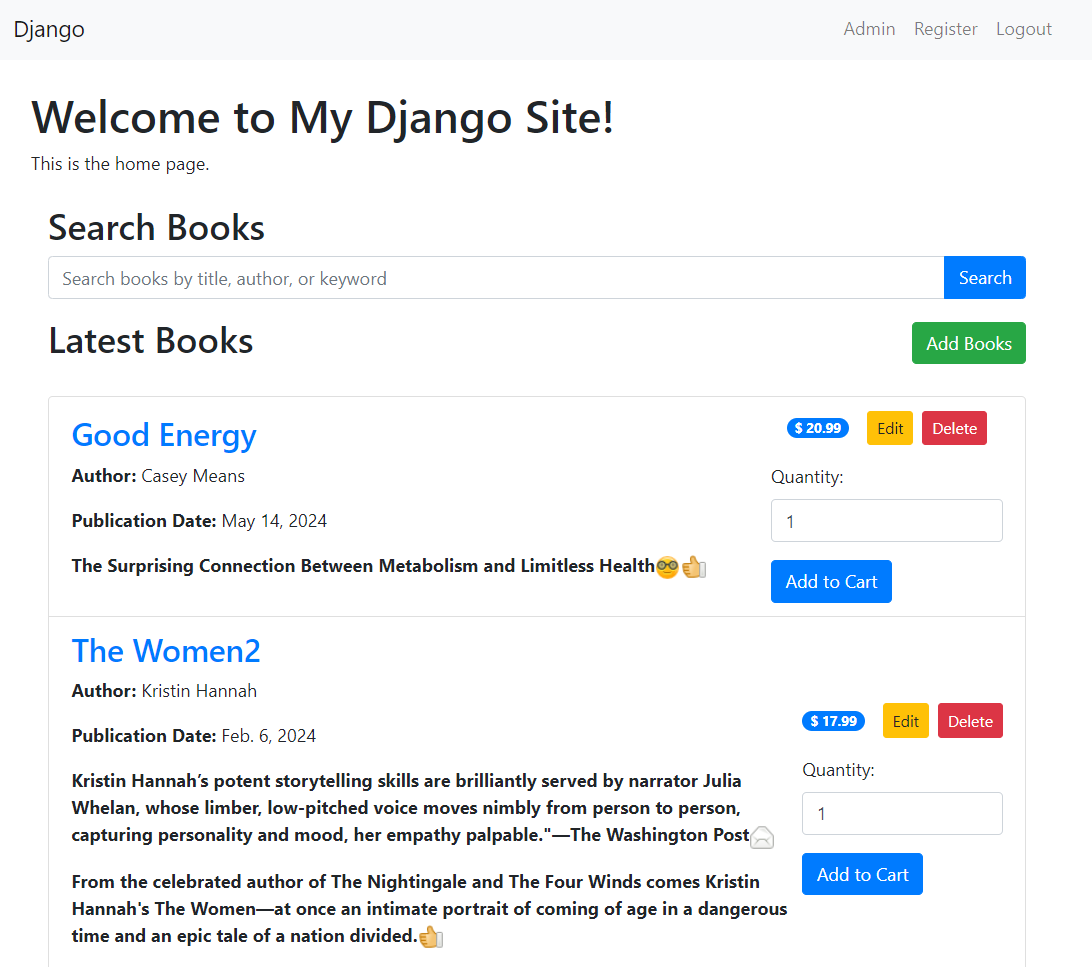 Django
Admin Register Logout
Welcome to My Django Site!
This is the home page.
Search Books
Search books by title, author, or keyword
Search
Latest Books
Add Books
Good Energy
$ 20.99 Edit Delete
Author: Casey Means
Quantity:
Publication Date: May 14, 2024
1
The Surprising Connection Between Metabolism and Limitless Health🤓👍
Add to Cart
The Women2
Author: Kristin Hannah
Publication Date: Feb. 6, 2024
$ 17.99 Edit Delete
Quantity:
1
Add to Cart
Kristin Hannah’s potent storytelling skills are brilliantly served by narrator Julia
Whelan, whose limber, low-pitched voice moves nimbly from person to person,
capturing personality and mood, her empathy palpable."—The Washington Post
From the celebrated author of The Nightingale and The Four Winds comes Kristin
Hannah's The Women—at once an intimate portrait of coming of age in a dangerous
time and an epic tale of a nation divided.👍